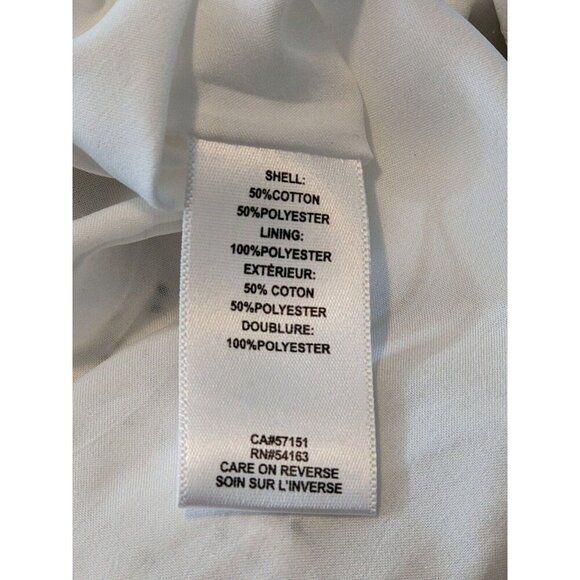 SHELL:
50%COTTON
50%POLYESTER
LINING:
100%POLYESTER
EXTÉRIEUR:
50% COTON
50%POLYESTER
DOUBLURE:
100%POLYESTER
CA#57151
RN#54163
CARE ON REVERSE
SOIN SUR L'INVERSE